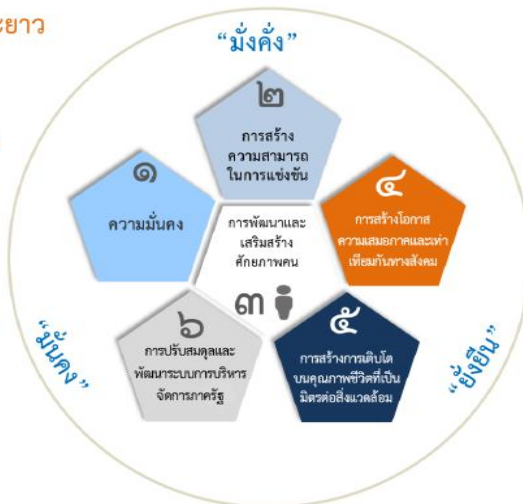 ะยาว
“มั่งคั่ง”
๒
การสร้าง
ความสามารถ
ในการแข่งขัน
๑
ความมั่นคง
๔
การสร้างโอกาส
ความเสมอภาคและเท่า
เทียมกันทางสังคม
การพัฒนาและ
เสริมสร้าง
ศักยภาพคน
๓
๖
การปรับสมดุลและ
พัฒนาระบบการบริหาร
จัดการภาครัฐ
๕
การสร้างการเติบโต
บนคุณภาพชีวิตที่เป็น
มิตรต่อสิ่งแวดล้อม
“มั่นคง”
“ยั่งยืน”